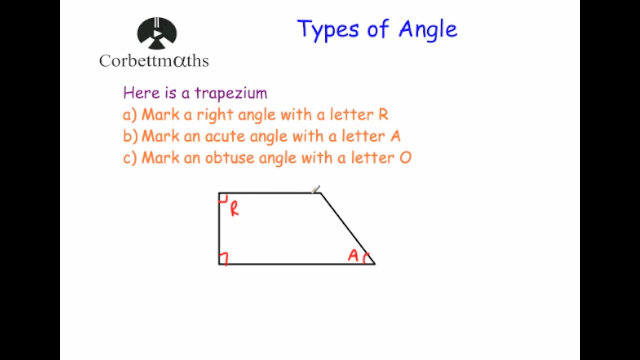 Types of Angle
Corbettmαths
Here is a trapezium
a) Mark a right angle with a letter R
b) Mark an acute angle with a letter A
c) Mark an obtuse angle with a letter O
R
A